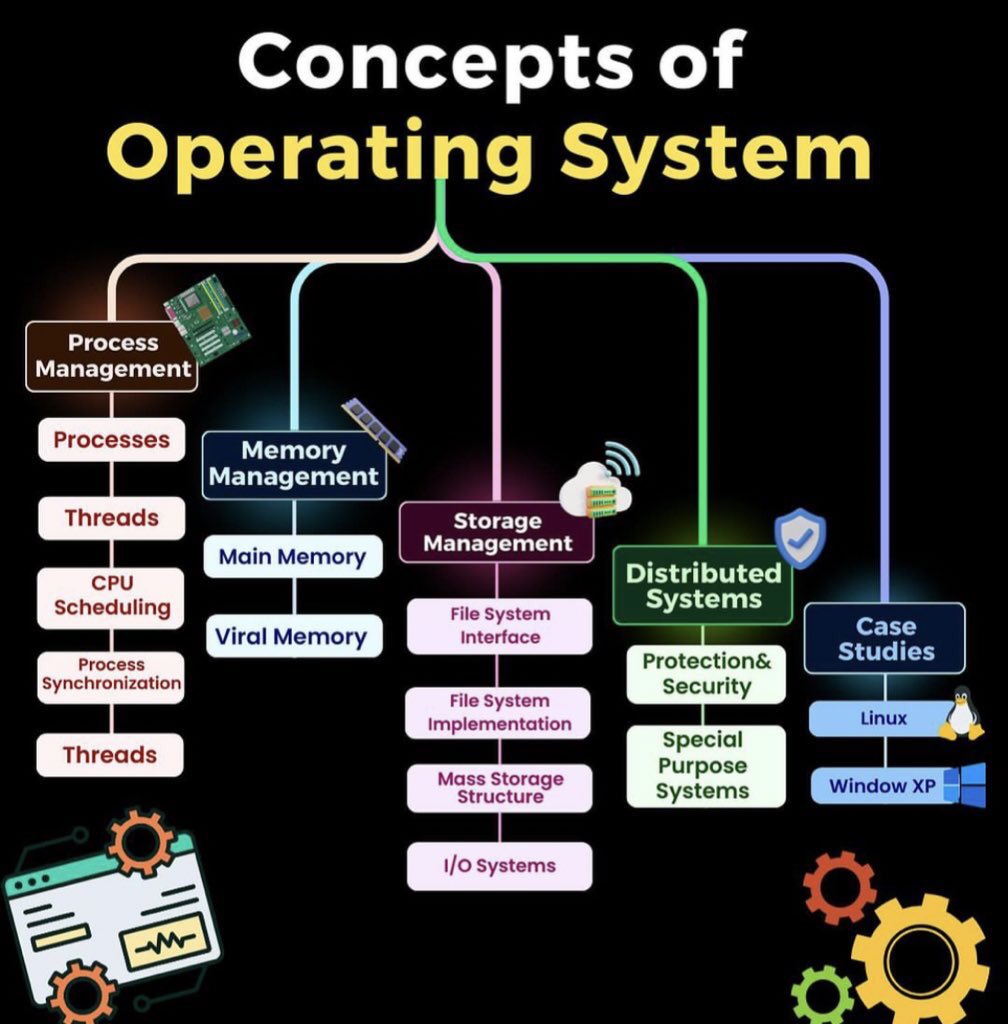 Concepts of
Operating System
Process
Management
Processes
Threads
CPU
Scheduling
Process
Synchronization
Threads
Memory
Management
Main Memory
Viral Memory
Storage
Management
File System
Interface
File System
Implementation
Mass Storage
Structure
I/O Systems
Distributed
Systems
Protection&
Security
Special
Purpose
Systems
Case
Studies
Linux
Window XP